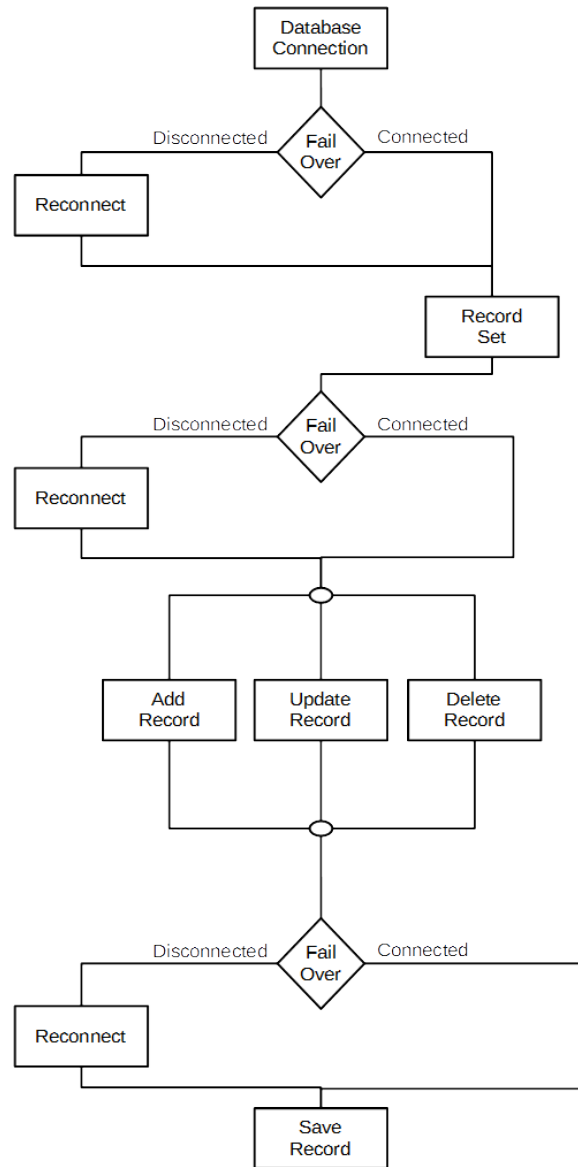 Database
Connection
Disconnected
Fail
Over
Connected
Reconnect
Record
Set
Disconnected
Fail
Over
Connected
Reconnect
Add
Record
Update
Record
Delete
Record
Disconnected
Fail
Over
Connected
Reconnect
Save
Record